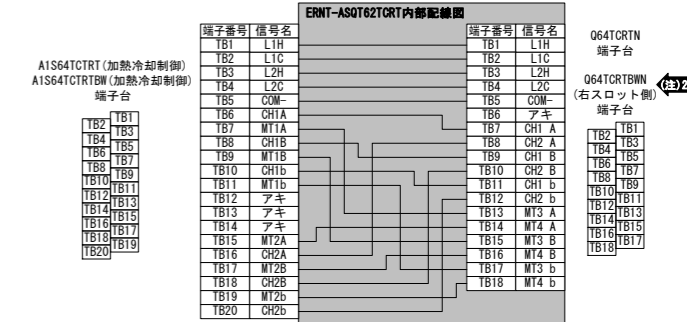 ERNT-ASQT62TCRT内部配線図
端子番号 信号名 端子番号 信号名
TB1 L1H TB1 L1H
TB2 L1C TB2 L1C
TB3 L2H TB3 L2H
TB4 L2C TB4 L2C
TB5 COM- TB5 COM-
TB6 CH1A TB6 アキ
TB7 MT1A TB7 CH1 A
TB8 CH1B TB8 CH2 A
TB9 MT1B TB9 CH1 B
TB10 CH1b TB10 CH2 B
TB11 MT1b TB11 CH1 b
TB12 アキ TB12 CH2 b
TB13 アキ TB13 MT3 A
TB14 アキ TB14 MT4 A
TB15 MT2A TB15 MT3 B
TB16 CH2A TB16 MT4 B
TB17 MT2B TB17 MT3 b
TB18 CH2B TB18 MT4 b
TB19 MT2b
TB20 CH2b
A1S64TCTRT(加熱冷却制御)
A1S64TCTRTBW(加熱冷却制御)
端子台
TB1
TB2
TB3
TB4
TB5
TB6
TB7
TB8
TB9
TB10
TB11
TB12
TB13
TB14
TB15
TB16
TB17
TB18
TB19
TB20
Q64TCRTN
端子台
Q64TCRTBWN
(右スロット側)
端子台
(注)2
TB1
TB2
TB3
TB4
TB5
TB6
TB7
TB8
TB9
TB10
TB11
TB12
TB13
TB14
TB15
TB16
TB17
TB18